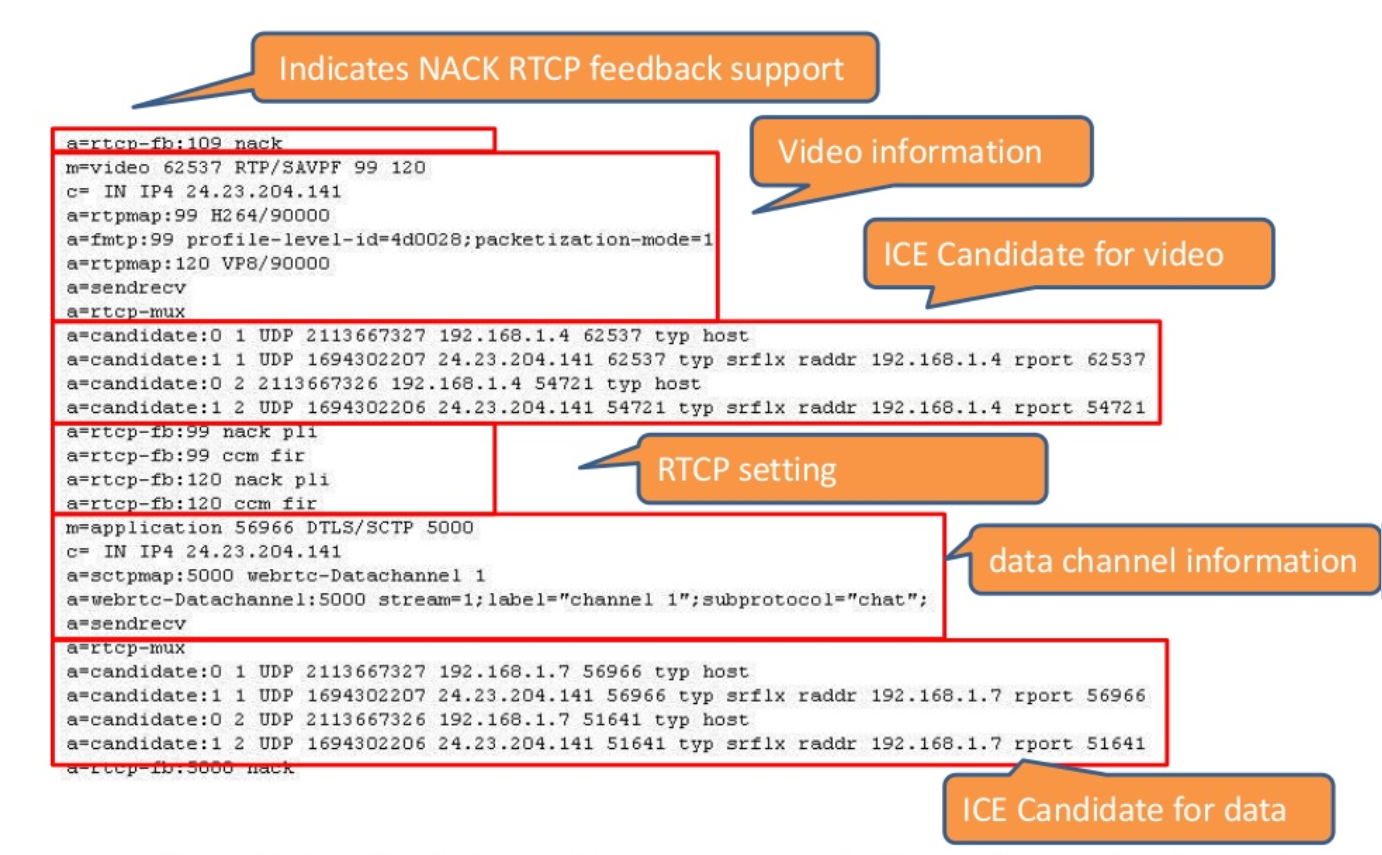 Indicates NACK RTCP feedback support
a=rtcp-fb:109 nack
Video information
m=video 62537 RTP/SAVPF 99 120
c= IN IP4 24.23.204.141
a=rtpmap:99 H264/90000
a=fmtp:99 profile-level-id=4d0028;packetization-mode=1
a=rtpmap:120 VP8/90000
a=sendrecv
a=rtcp-mux
ICE Candidate for video
a=candidate:0 1 UDP 2113667327 192.168.1.4 62537 typ host
a=candidate:1 1 UDP 1694302207 24.23.204.141 62537 typ srflx raddr 192.168.1.4 rport 62537
a=candidate:0 2 2113667326 192.168.1.4 54721 typ host
a=candidate:1 2 UDP 1694302206 24.23.204.141 54721 typ srflx raddr 192.168.1.4 rport 54721
a=rtcp-fb:99 nack pli
a=rtcp-fb:99 ccm fir
a=rtcp-fb:120 nack pli
a=rtcp-fb:120 ccm fir
RTCP setting
m=application 56966 DTLS/SCTP 5000
c= IN IP4 24.23.204.141
a=sctpmap:5000 webrtc-Datachannel 1
a=webrtc-Datachannel:5000 stream=1;label="channel 1";subprotocol="chat";
a=sendrecv
data channel information
a=rtcp-mux
a=candidate:0 1 UDP 2113667327 192.168.1.7 56966 typ host
a=candidate:1 1 UDP 1694302207 24.23.204.141 56966 typ srflx raddr 192.168.1.7 rport 56966
a=candidate:0 2 UDP 2113667326 192.168.1.7 51641 typ host
a=candidate:1 2 UDP 1694302206 24.23.204.141 51641 typ srflx raddr 192.168.1.7 rport 51641
a=rtcp-fb:5000 nack
ICE Candidate for data